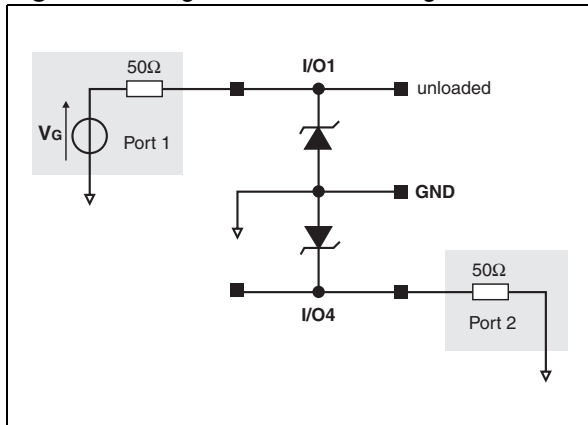 50Ω
I/O1
unloaded
VG
Port 1
GND
50Ω
I/O4
Port 2